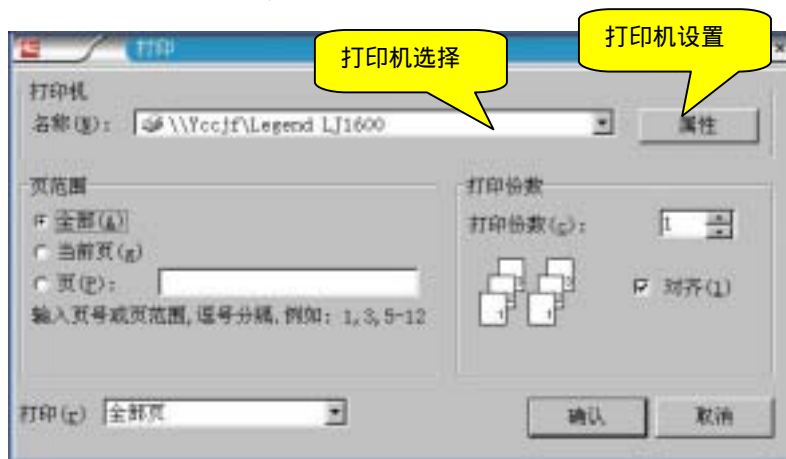 打印机选择
打印机设置
打印
打印机
名称(N): \\Yccjf\Legend LJ1600
属性
页范围
全部(A)
当前页(g)
页(P):
输入页号或页范围,逗号分隔,例如: 1,3,5-12
打印份数
打印份数(c): 1
对齐(l)
打印(r) 全部页
确认
取消